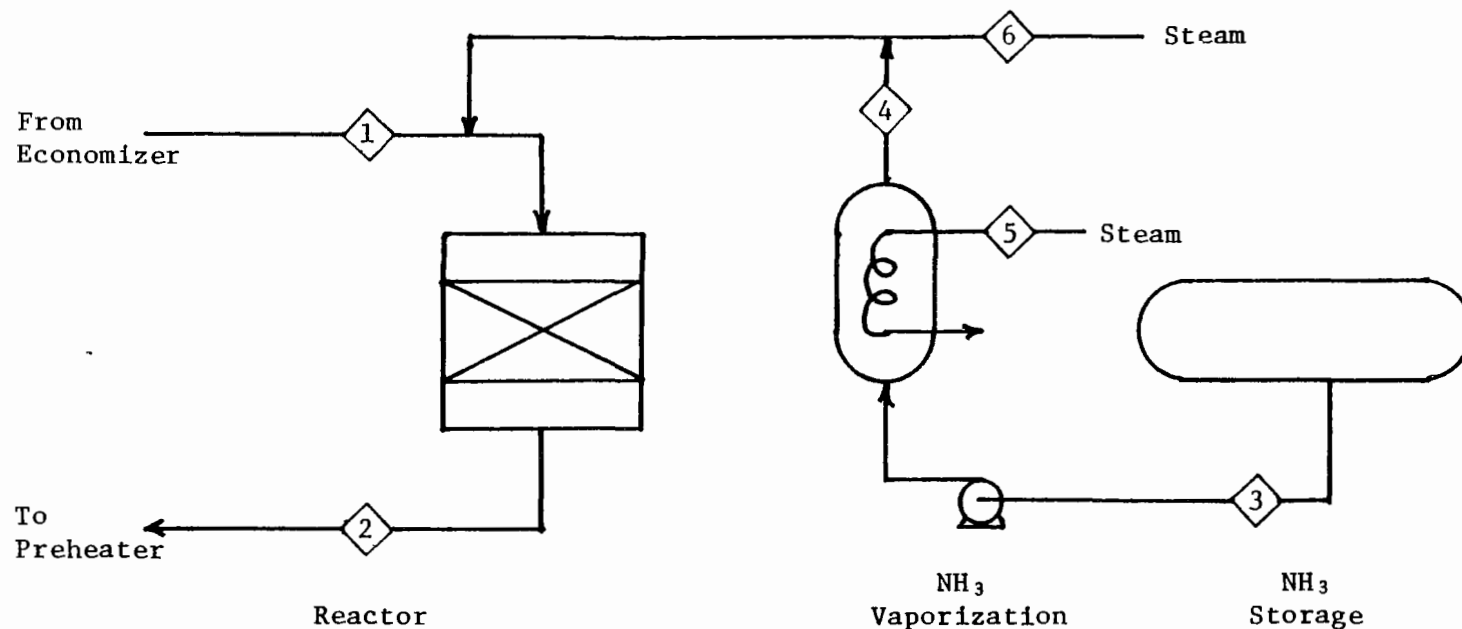 6
Steam
4
From
Economizer
1
5
Steam
3
To
Preheater
2
NH₃
Vaporization
NH₃
Storage
Reactor